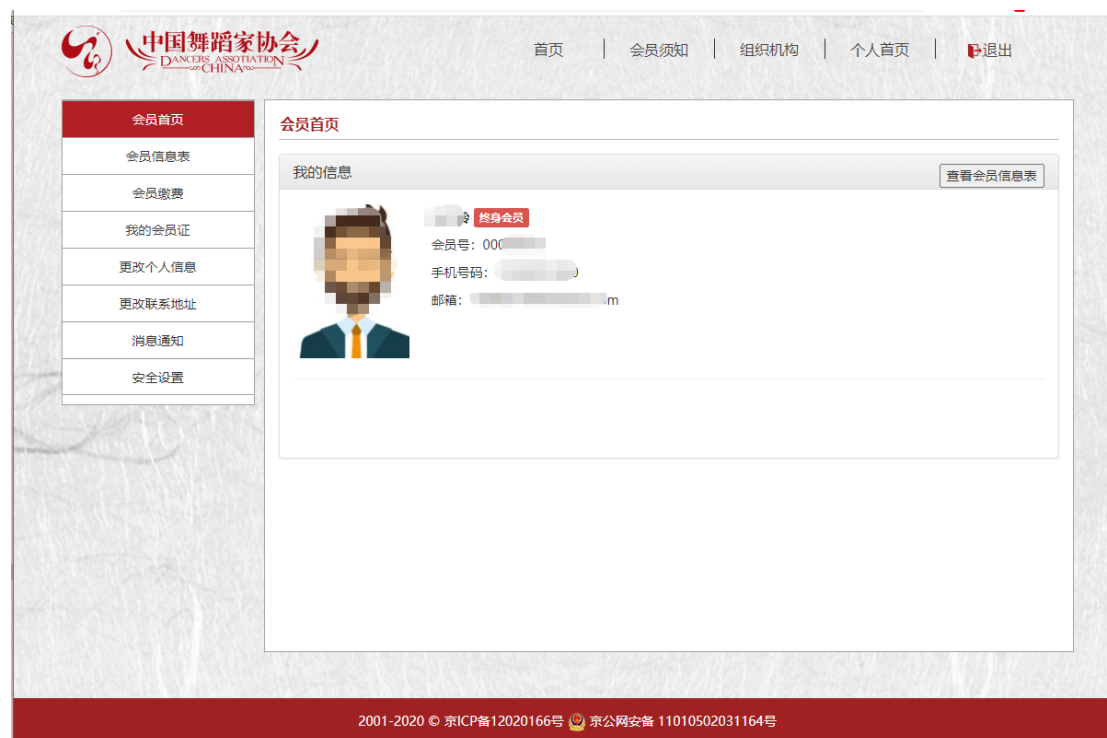 中国舞蹈家协会
DANCERS ASSOTIATION
CHINA
首页 会员须知 组织机构 个人首页 退出
会员首页
会员信息表
会员缴费
我的会员证
更改个人信息
更改联系地址
消息通知
安全设置
会员首页
我的信息
查看会员信息表
终身会员
会员号：000
手机号码：
邮箱： m
2001-2020 © 京ICP备12020166号 京公网安备 11010502031164号